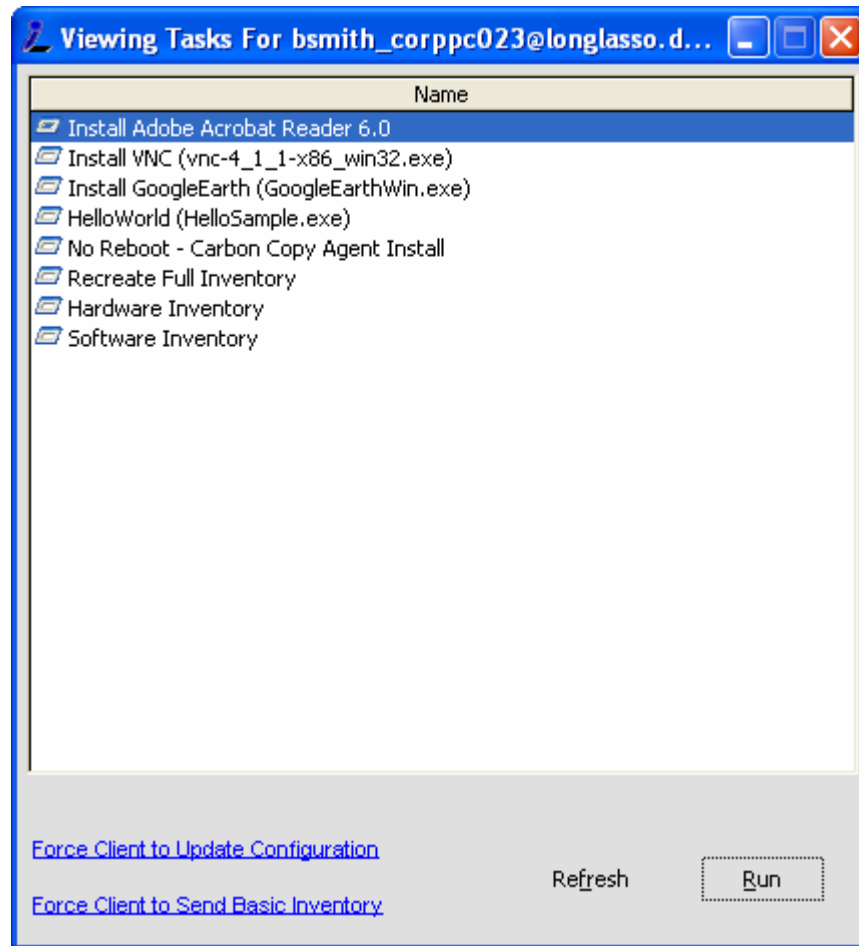 Viewing Tasks For bsmith_corppc023@longlasso.d...
Name
Install Adobe Acrobat Reader 6.0
Install VNC (vnc-4_1_1-x86_win32.exe)
Install GoogleEarth (GoogleEarthWin.exe)
HelloWorld (HelloSample.exe)
No Reboot - Carbon Copy Agent Install
Recreate Full Inventory
Hardware Inventory
Software Inventory
Force Client to Update Configuration
Refresh
Run
Force Client to Send Basic Inventory